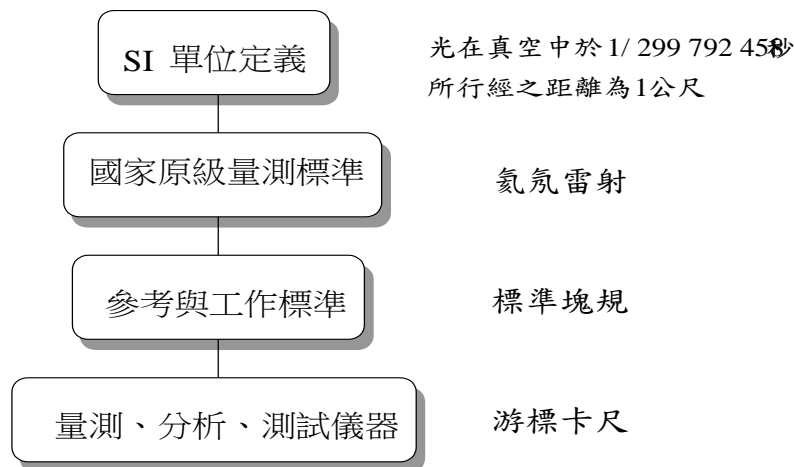 SI 單位定義
光在真空中於 1/ 299 792 458秒
所行經之距離為1公尺
國家原級量測標準
氦氖雷射
參考與工作標準
標準塊規
量測、分析、測試儀器
游標卡尺